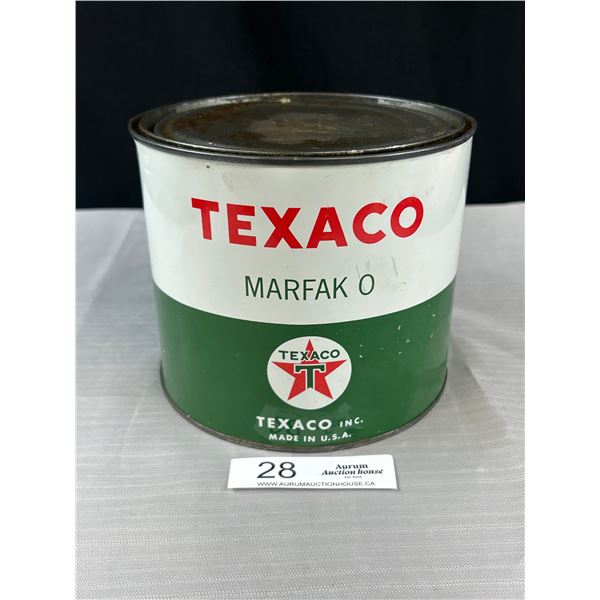 TEXACO
MARFAK O
TEXACO
T
TEXACO INC.
MADE IN U.S.A.
28
Aurum
Auction house
WWW.AURUMAUCTIONHOUSE.CA